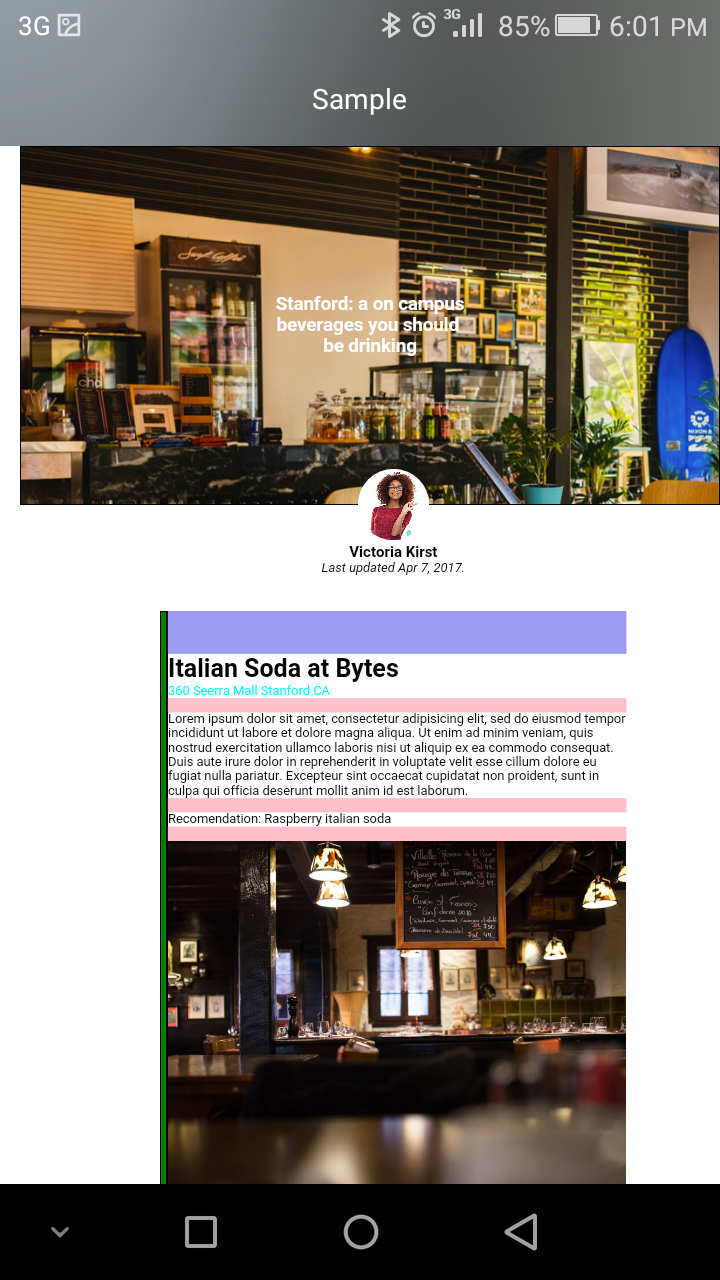 3G
3G
85%
6:01 PM
Sample
Stanford: a on campus
beverages you should
be drinking
Victoria Kirst
Last updated Apr 7, 2017.
Italian Soda at Bytes
360 Seerra Mall Stanford CA
Lorem ipsum dolor sit amet, consectetur adipisicing elit, sed do eiusmod tempor
incididunt ut labore et dolore magna aliqua. Ut enim ad minim veniam, quis
nostrud exercitation ullamco laboris nisi ut aliquip ex ea commodo consequat.
Duis aute irure dolor in reprehenderit in voluptate velit esse cillum dolore eu
fugiat nulla pariatur. Excepteur sint occaecat cupidatat non proident, sunt in
culpa qui officia deserunt mollit anim id est laborum.
Recomendation: Raspberry italian soda